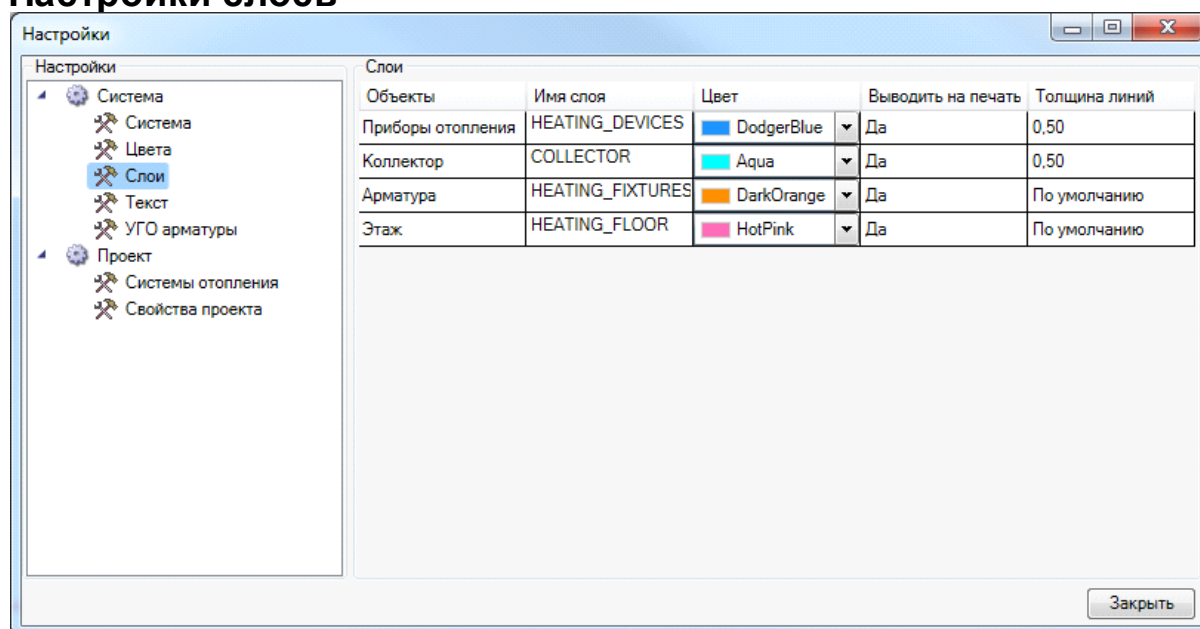 Настройки слоев
Настройки
Настройки
Система
Система
Цвета
Слои
Текст
УГО арматуры
Проект
Системы отопления
Свойства проекта
Слои
Объекты Имя слоя Цвет Выводить на печать Толщина линий
Приборы отопления HEATING_DEVICES DodgerBlue Да 0,50
Коллектор COLLECTOR Aqua Да 0,50
Арматура HEATING_FIXTURES DarkOrange Да По умолчанию
Этаж HEATING_FLOOR HotPink Да По умолчанию
Закрыть